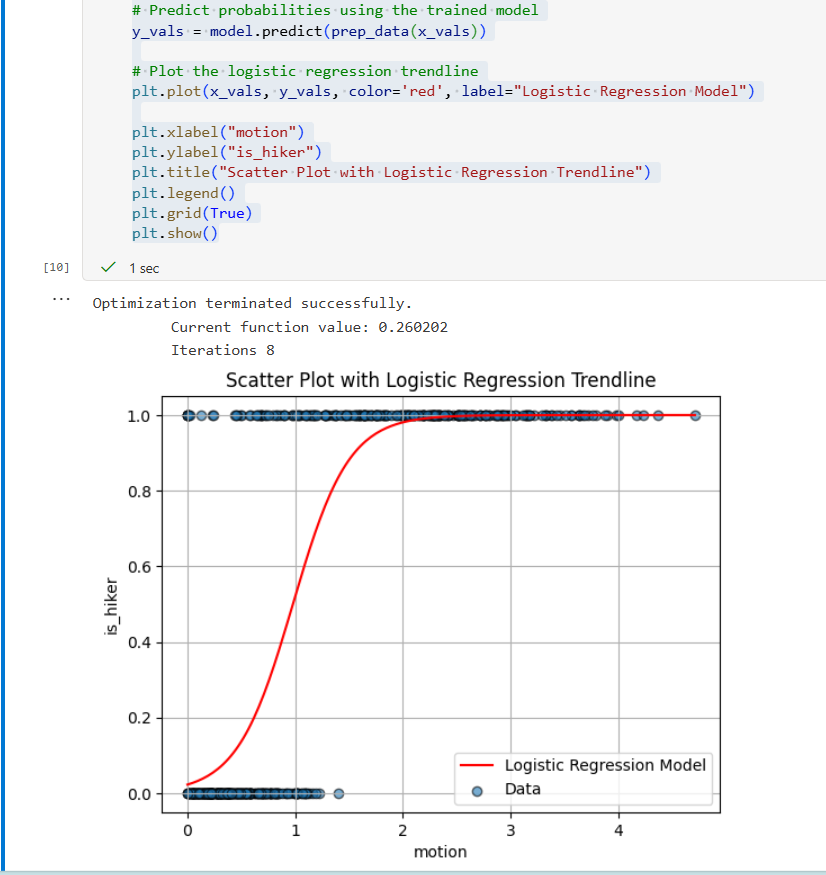 # Predict probabilities using the trained model
y_vals = model.predict(prep_data(x_vals))
# Plot the logistic regression trendline
plt.plot(x_vals, y_vals, color='red', label="Logistic Regression Model")
plt.xlabel("motion")
plt.ylabel("is_hiker")
plt.title("Scatter Plot with Logistic Regression Trendline")
plt.legend()
plt.grid(True)
plt.show()
[10]
✓ 1 sec
...
Optimization terminated successfully.
Current function value: 0.260202
Iterations 8
Scatter Plot with Logistic Regression Trendline
1.0
0.8
0.6
0.4
0.2
0.0
is_hiker
Logistic Regression Model
Data
0 1 2 3 4
motion